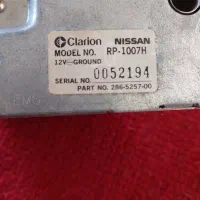 Clarion NISSAN
MODEL NO. RP-1007H
12V⎓GROUND
SERIAL NO. 0052194
PART NO. 286-5257-00